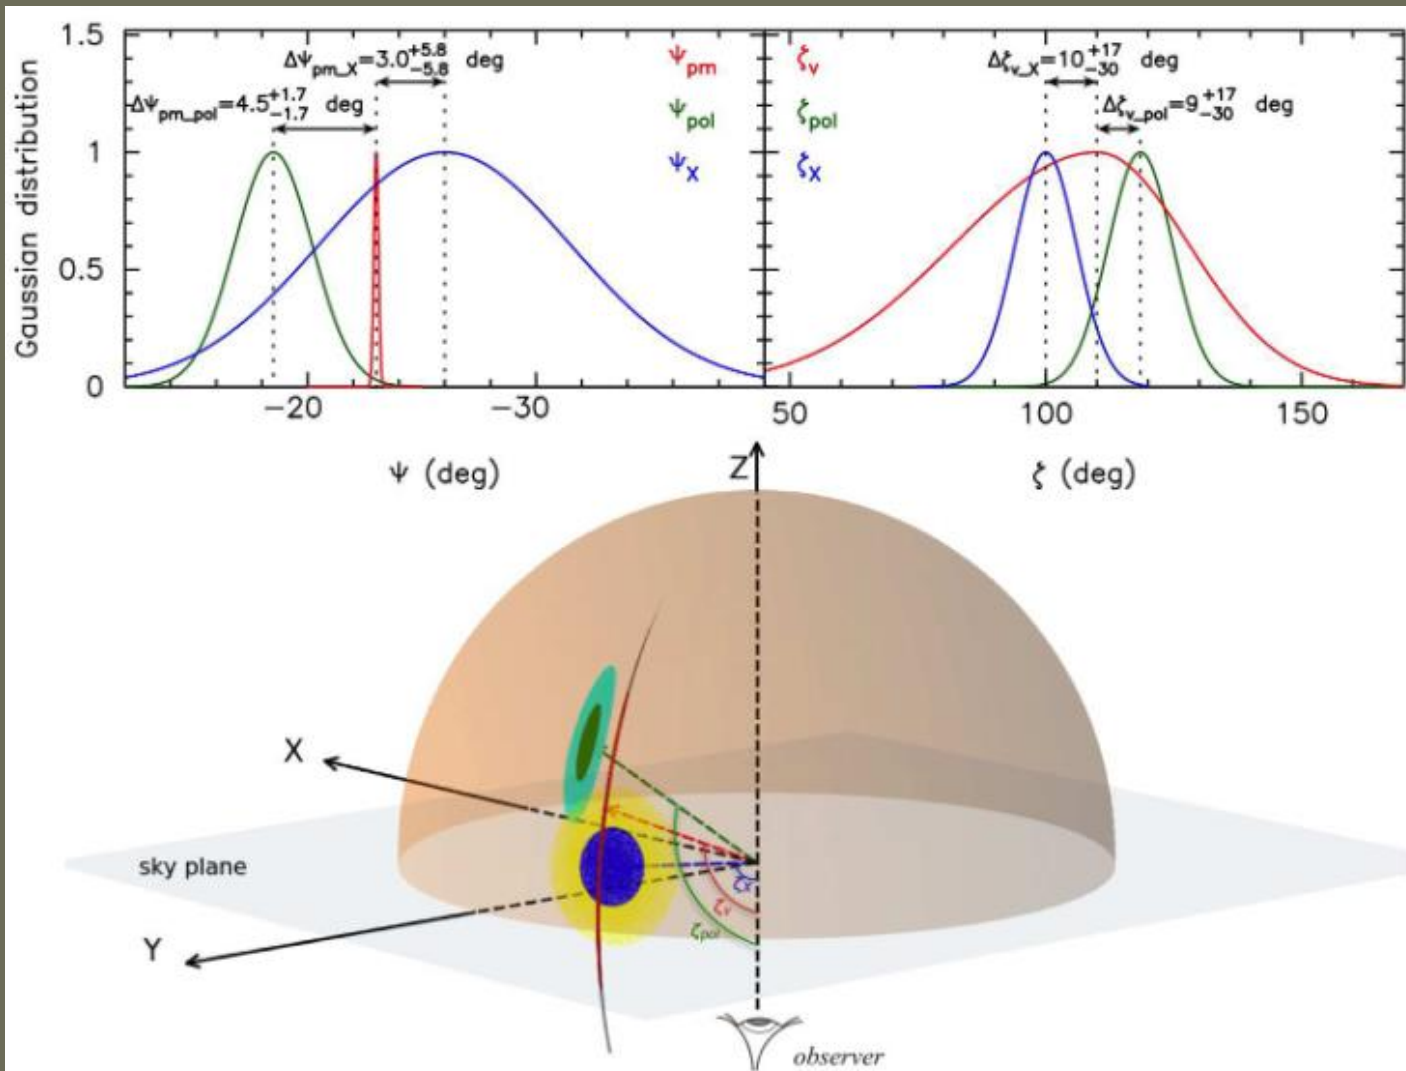 1.5
1
0.5
0
Gaussian distribution
ΔΨpm_X=3.0+5.8−5.8 deg
ΔΨpm_pol=4.5+1.7−1.7 deg
Ψpm
Ψpol
ΨX
−20
−30
Ψ (deg)
ζv
ζpol
ζX
Δζv_X=10+17−30 deg
Δζv_pol=9+17−30 deg
50
100
150
ζ (deg)
Z
X
sky plane
Y
ζX
ζv
ζpol
observer